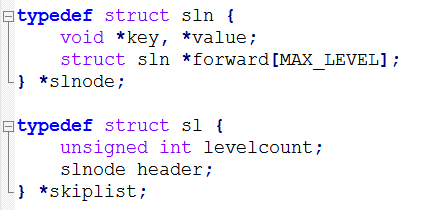 typedef struct sln {
    void *key, *value;
    struct sln *forward[MAX_LEVEL];
} *slnode;

typedef struct sl {
    unsigned int levelcount;
    slnode header;
} *skiplist;